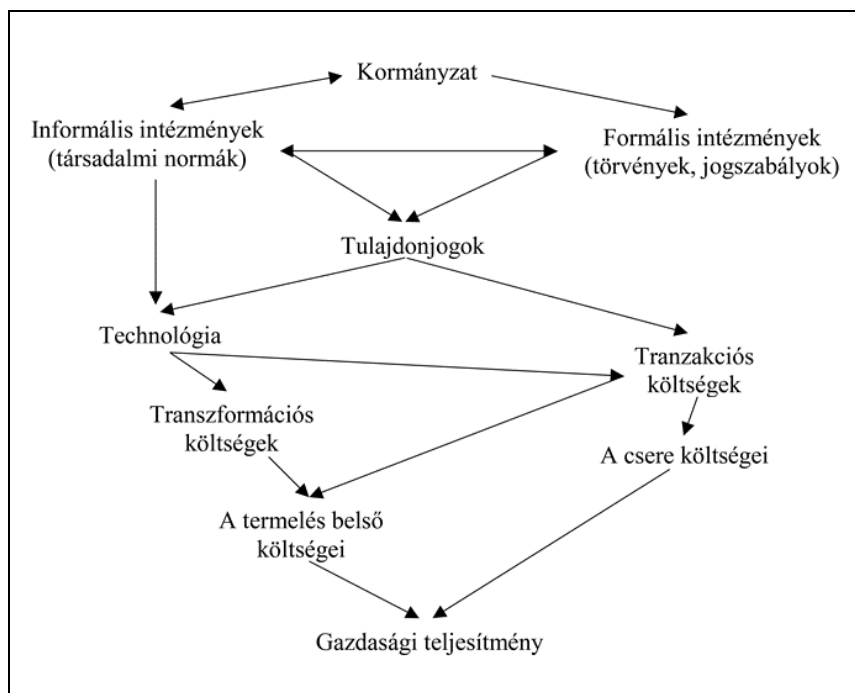 Kormányzat
Informális intézmények
(társadalmi normák)
Formális intézmények
(törvények, jogszabályok)
Tulajdonjogok
Technológia
Tranzakciós
költségek
Transzformációs
költségek
A csere költségei
A termelés belső
költségei
Gazdasági teljesítmény